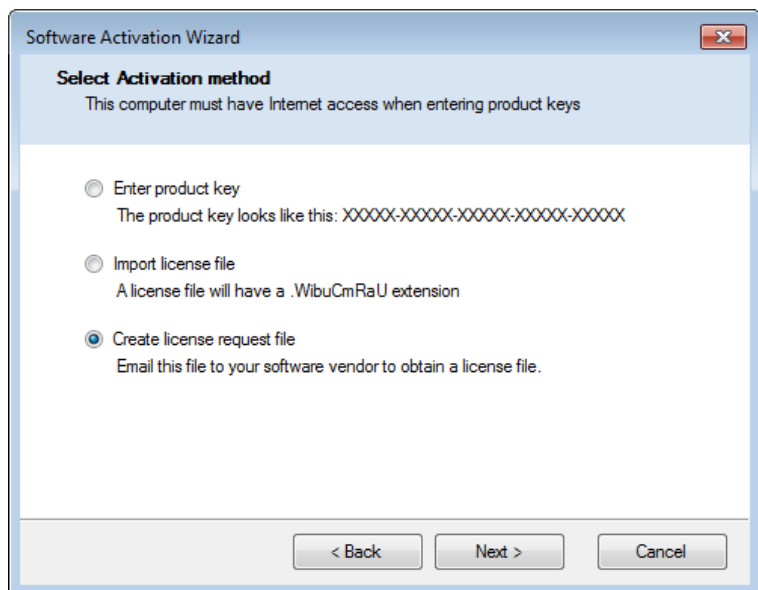 Software Activation Wizard
Select Activation method
This computer must have Internet access when entering product keys
Enter product key
The product key looks like this: XXXXX-XXXXX-XXXXX-XXXXX-XXXXX
Import license file
A license file will have a .WibuCmRaU extension
Create license request file
Email this file to your software vendor to obtain a license file.
< Back Next > Cancel